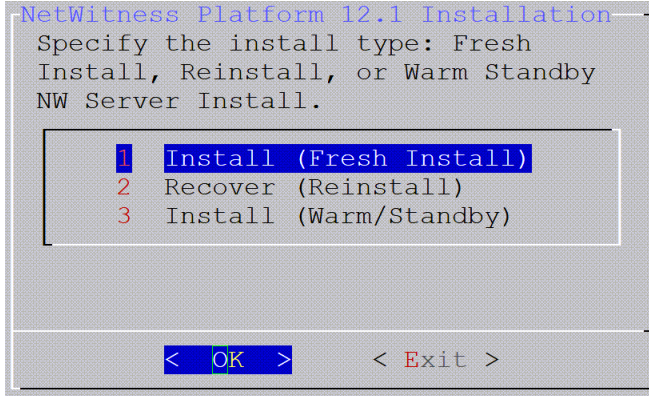 NetWitness Platform 12.1 Installation
Specify the install type: Fresh
Install, Reinstall, or Warm Standby
NW Server Install.
1 Install (Fresh Install)
2 Recover (Reinstall)
3 Install (Warm/Standby)
< OK > < Exit >